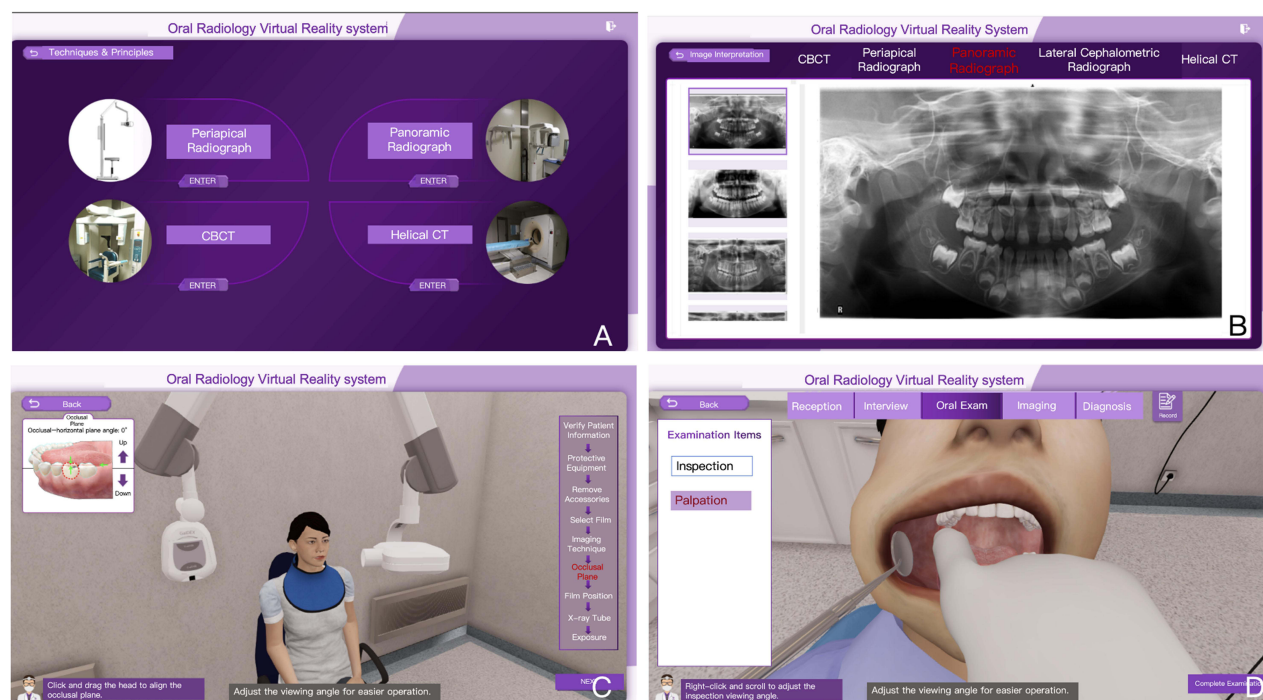 Oral Radiology Virtual Reality system
Techniques & Principles
Periapical
Radiograph
ENTER
Panoramic
Radiograph
ENTER
CBCT
ENTER
Helical CT
ENTER
A
Oral Radiology Virtual Reality System
Image Interpretation
CBCT
Periapical
Radiograph
Panoramic
Radiograph
Lateral Cephalometric
Radiograph
Helical CT
R
B
Oral Radiology Virtual Reality system
Back
Occlusal
Plane
Occlusal-horizontal plane angle: 0°
Up
Down
Verify Patient
Information
Protective
Equipment
Remove
Accessories
Select Film
Imaging
Technique
Occlusal
Plane
Film Position
X-ray Tube
Exposure
Click and drag the head to align the
occlusal plane.
Adjust the viewing angle for easier operation.
C
Oral Radiology Virtual Reality system
Back
Reception
Interview
Oral Exam
Imaging
Diagnosis
Record
Examination Items
Inspection
Palpation
Right-click and scroll to adjust the
inspection viewing angle.
Adjust the viewing angle for easier operation.
Complete Examination
D